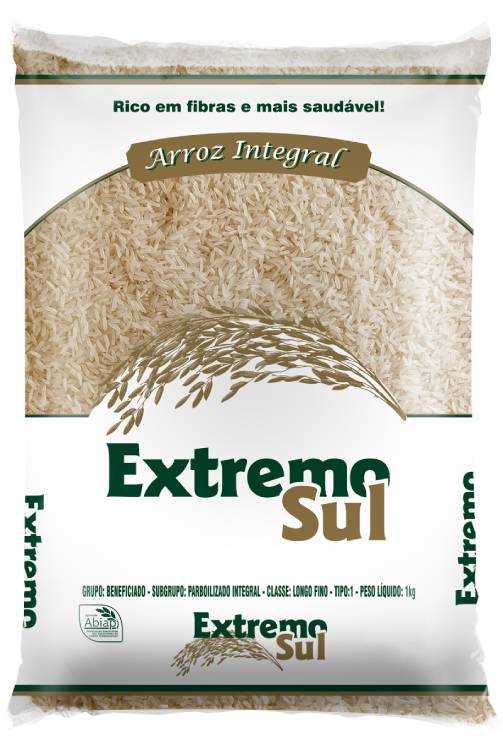 Rico em fibras e mais saudável!
Arroz Integral
Extremo
Sul
Extremo
Extremo
GRUPO: BENEFICIADO - SUBGRUPO: PARBOILIZADO INTEGRAL - CLASSE: LONGO FINO - TIPO:1 - PESO LÍQUIDO: 1kg
Abiap
Extremo
Sul